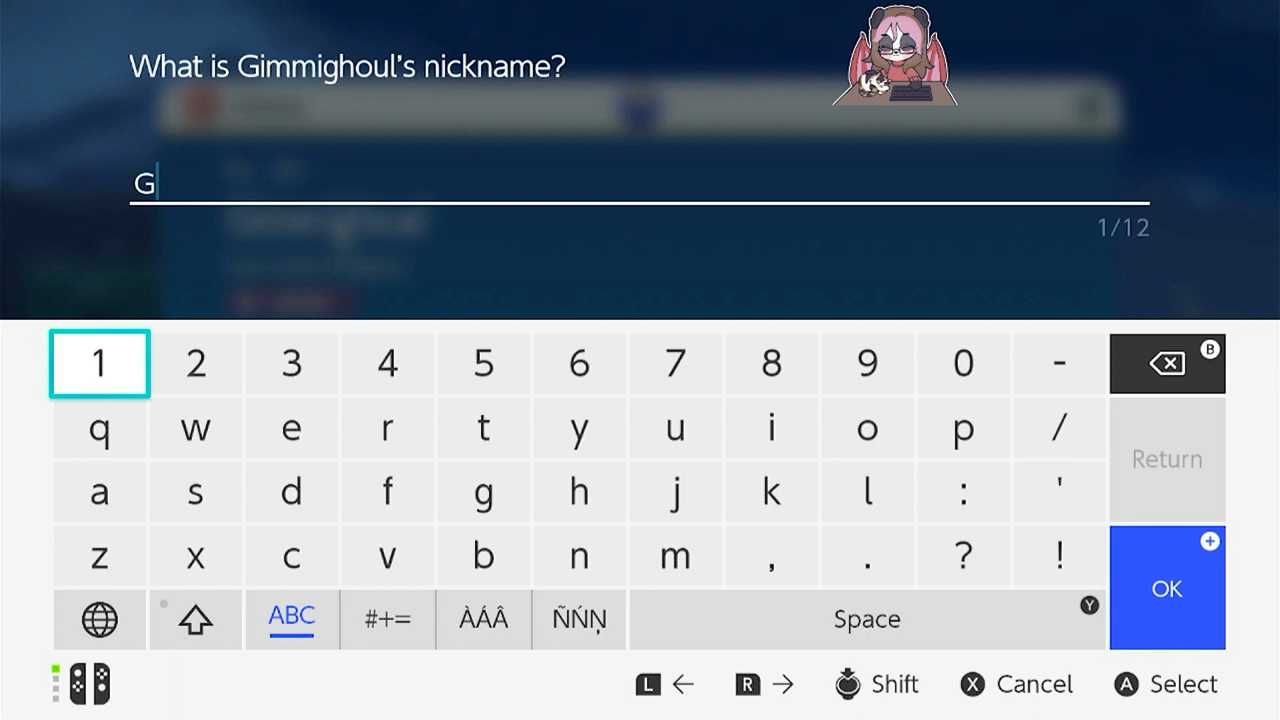 What is Gimmighoul's nickname?
G
1/12
1 2 3 4 5 6 7 8 9 0 - B
q w e r t y u i o p / Return
a s d f g h j k l : '
z x c v b n m , . ? ! OK
ABC #+= ÀÁÂ ÑŃŅ Space Y
L ← R → Shift X Cancel A Select